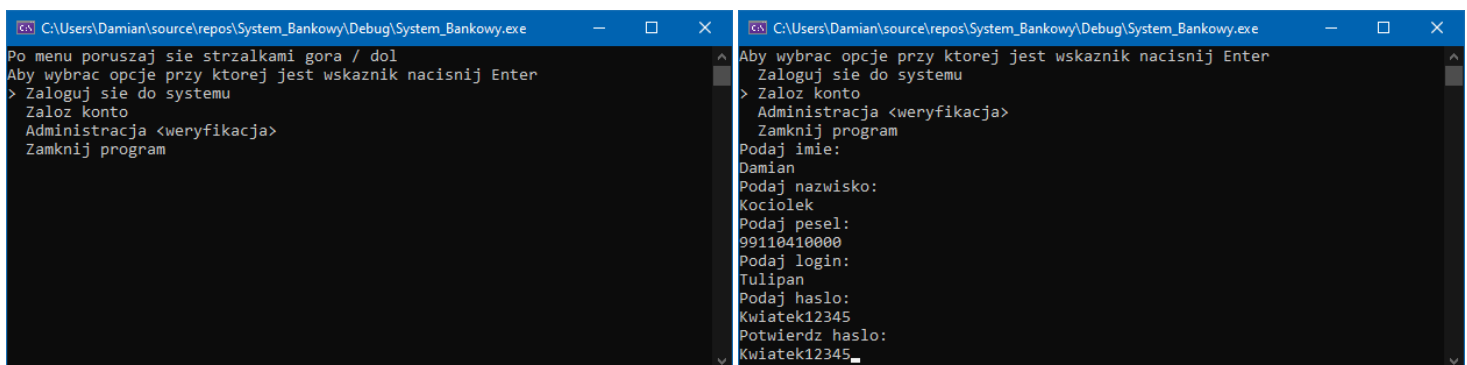 C:\Users\Damian\source\repos\System_Bankowy\Debug\System_Bankowy.exe
Po menu poruszaj sie strzalkami gora / dol
Aby wybrac opcje przy ktorej jest wskaznik nacisnij Enter
> Zaloguj sie do systemu
Zaloz konto
Administracja <weryfikacja>
Zamknij program
C:\Users\Damian\source\repos\System_Bankowy\Debug\System_Bankowy.exe
Aby wybrac opcje przy ktorej jest wskaznik nacisnij Enter
Zaloguj sie do systemu
> Zaloz konto
Administracja <weryfikacja>
Zamknij program
Podaj imie:
Damian
Podaj nazwisko:
Kociolek
Podaj pesel:
99110410000
Podaj login:
Tulipan
Podaj haslo:
Kwiatek12345
Potwierdz haslo:
Kwiatek12345